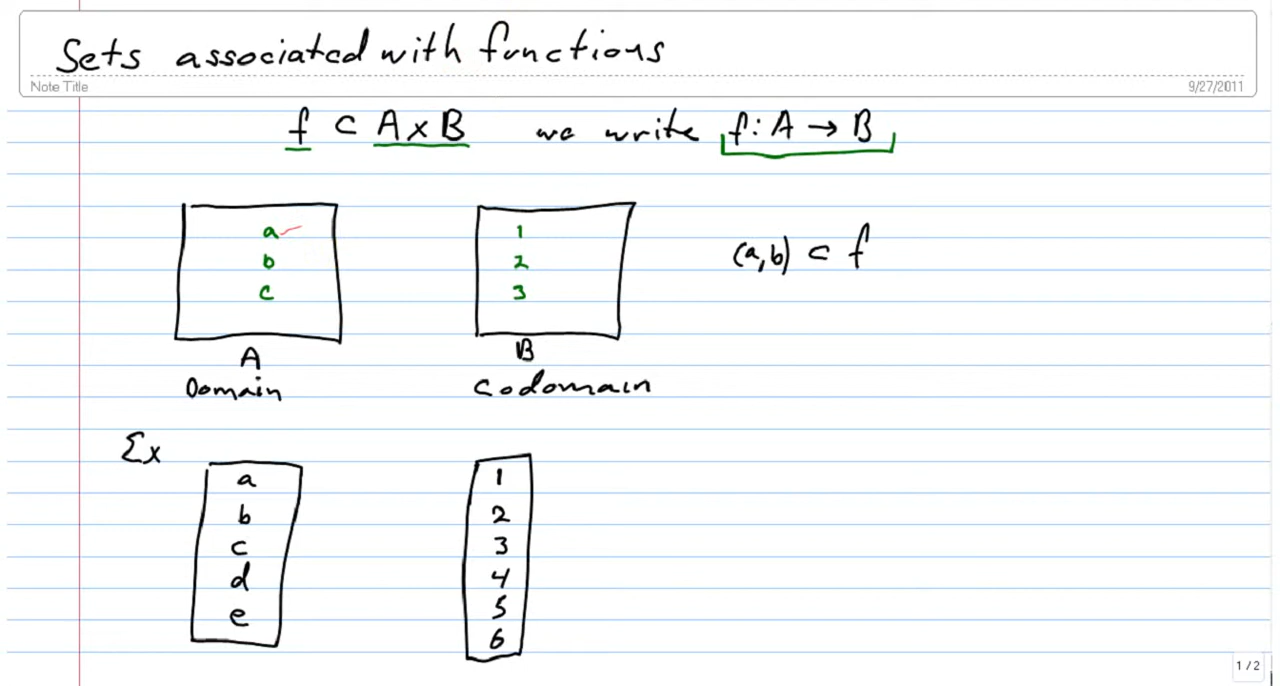 Sets associated with functions
Note Title
9/27/2011
f ⊂ A x B we write f: A → B
a 1
b 2
c 3
(a,b) ⊂ f
A B
Domain Codomain
Ex
a 1
b 2
c 3
d 4
e 5
6
1 / 2